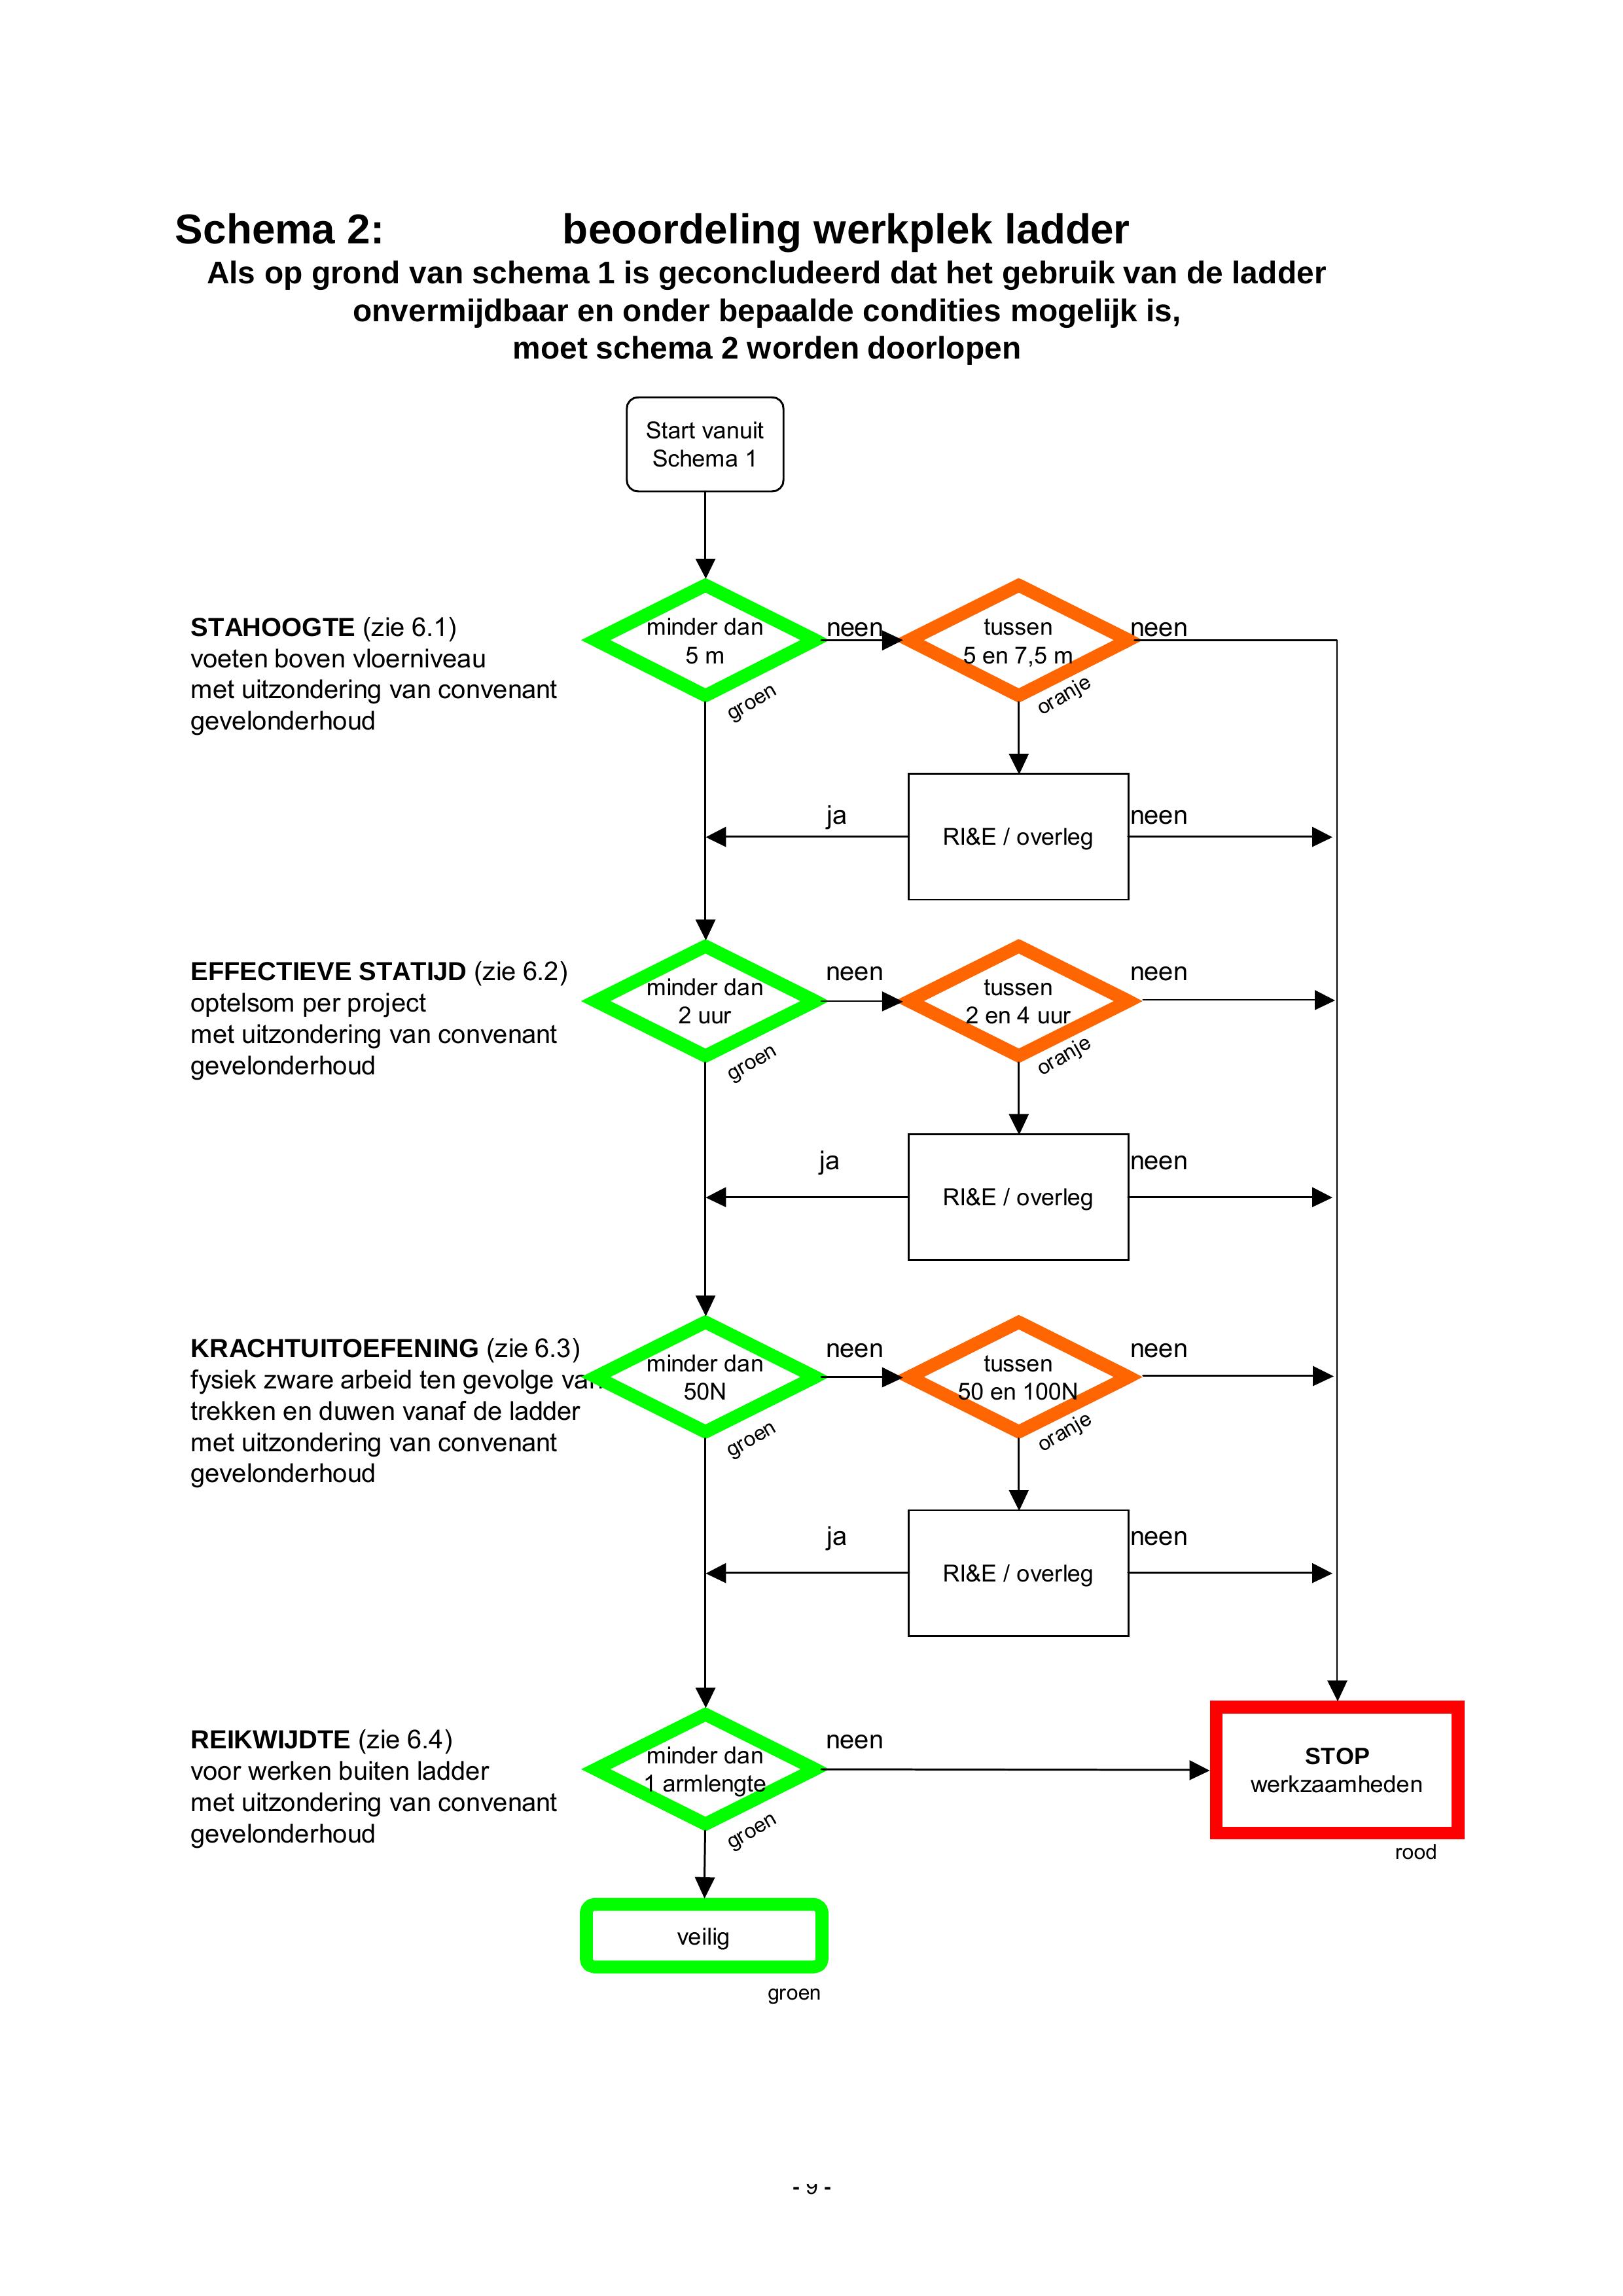 Schema 2: beoordeling werkplek ladder
Als op grond van schema 1 is geconcludeerd dat het gebruik van de ladder
onvermijdbaar en onder bepaalde condities mogelijk is,
moet schema 2 worden doorlopen
Start vanuit
Schema 1
STAHOOGTE (zie 6.1)
voeten boven vloerniveau
met uitzondering van convenant
gevelonderhoud
minder dan
5 m
groen
neen
tussen
5 en 7,5 m
oranje
neen
ja
RI&E / overleg
neen
EFFECTIEVE STATIJD (zie 6.2)
optelsom per project
met uitzondering van convenant
gevelonderhoud
minder dan
2 uur
groen
neen
tussen
2 en 4 uur
oranje
neen
ja
RI&E / overleg
neen
KRACHTUITOEFENING (zie 6.3)
fysiek zware arbeid ten gevolge van
trekken en duwen vanaf de ladder
met uitzondering van convenant
gevelonderhoud
minder dan
50N
groen
neen
tussen
50 en 100N
oranje
neen
ja
RI&E / overleg
neen
REIKWIJDTE (zie 6.4)
voor werken buiten ladder
met uitzondering van convenant
gevelonderhoud
minder dan
1 armlengte
groen
neen
STOP
werkzaamheden
rood
veilig
groen
- 9 -